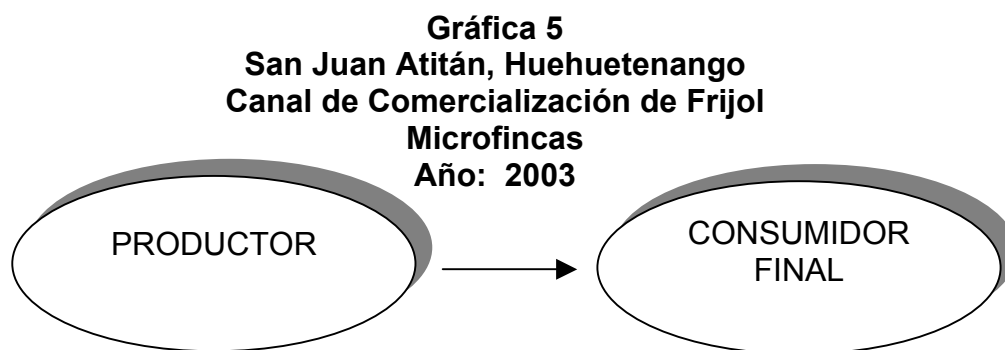 Gráfica 5
San Juan Atitán, Huehuetenango
Canal de Comercialización de Frijol
Microfincas
Año:  2003
PRODUCTOR
CONSUMIDOR
FINAL